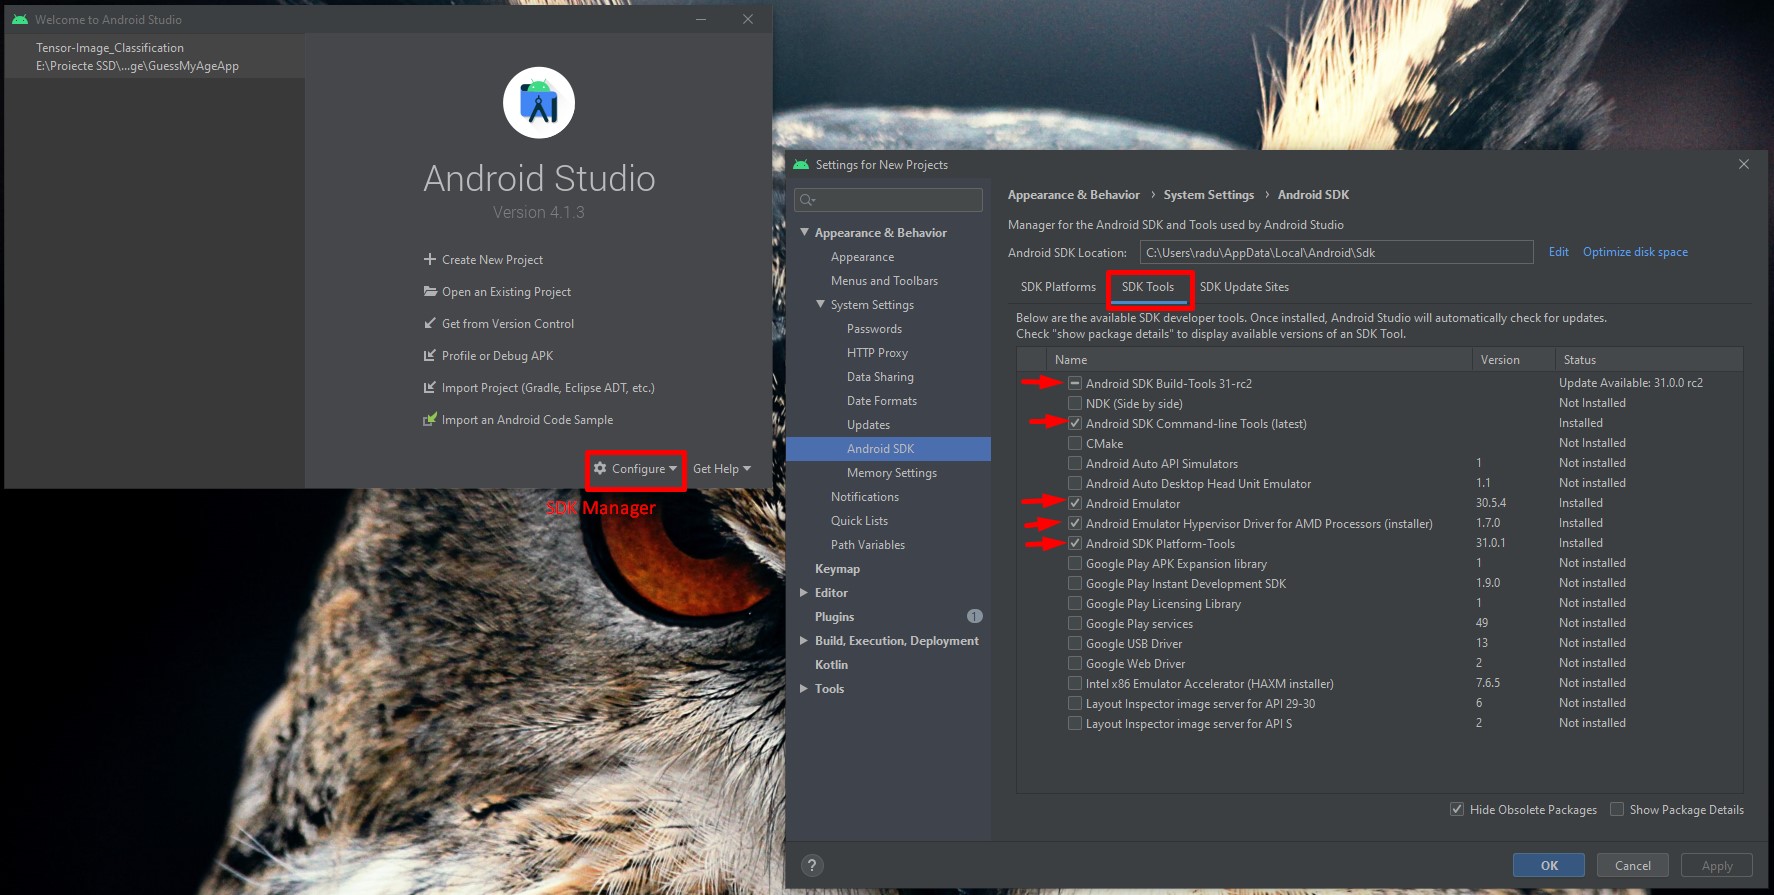 Welcome to Android Studio
Tensor-Image_Classification
E:\Proiecte SSD\...ge\GuessMyAgeApp
Android Studio
Version 4.1.3
Create New Project
Open an Existing Project
Get from Version Control
Profile or Debug APK
Import Project (Gradle, Eclipse ADT, etc.)
Import an Android Code Sample
Configure
Get Help
SDK Manager
Settings for New Projects
Appearance & Behavior
Appearance
Menus and Toolbars
System Settings
Passwords
HTTP Proxy
Data Sharing
Date Formats
Updates
Android SDK
Memory Settings
Notifications
Quick Lists
Path Variables
Keymap
Editor
Plugins 1
Build, Execution, Deployment
Kotlin
Tools
Appearance & Behavior › System Settings › Android SDK
Manager for the Android SDK and Tools used by Android Studio
Android SDK Location: C:\Users\radu\AppData\Local\Android\Sdk Edit Optimize disk space
SDK Platforms SDK Tools SDK Update Sites
Below are the available SDK developer tools. Once installed, Android Studio will automatically check for updates.
Check "show package details" to display available versions of an SDK Tool.
Name Version Status
Android SDK Build-Tools 31-rc2 Update Available: 31.0.0 rc2
NDK (Side by side) Not Installed
Android SDK Command-line Tools (latest) Installed
CMake Not Installed
Android Auto API Simulators 1 Not installed
Android Auto Desktop Head Unit Emulator 1.1 Not installed
Android Emulator 30.5.4 Installed
Android Emulator Hypervisor Driver for AMD Processors (installer) 1.7.0 Installed
Android SDK Platform-Tools 31.0.1 Installed
Google Play APK Expansion library 1 Not installed
Google Play Instant Development SDK 1.9.0 Not installed
Google Play Licensing Library 1 Not installed
Google Play services 49 Not installed
Google USB Driver 13 Not installed
Google Web Driver 2 Not installed
Intel x86 Emulator Accelerator (HAXM installer) 7.6.5 Not installed
Layout Inspector image server for API 29-30 6 Not installed
Layout Inspector image server for API S 2 Not installed
Hide Obsolete Packages Show Package Details
? OK Cancel Apply